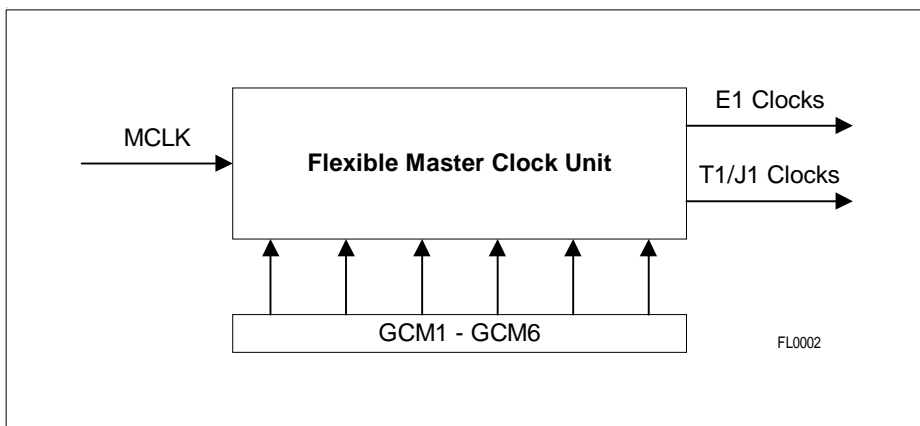 E1 Clocks
MCLK
Flexible Master Clock Unit
T1/J1 Clocks
GCM1 - GCM6
FL0002